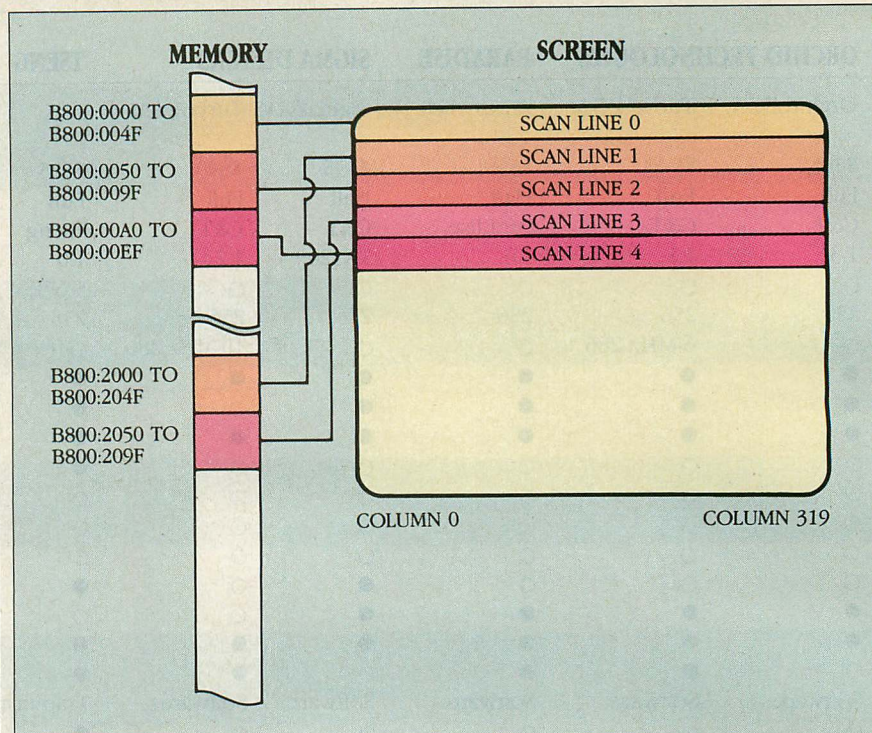 MEMORY
SCREEN
B800:0000 TO
B800:004F
B800:0050 TO
B800:009F
B800:00A0 TO
B800:00EF
B800:2000 TO
B800:204F
B800:2050 TO
B800:209F
SCAN LINE 0
SCAN LINE 1
SCAN LINE 2
SCAN LINE 3
SCAN LINE 4
COLUMN 0
COLUMN 319